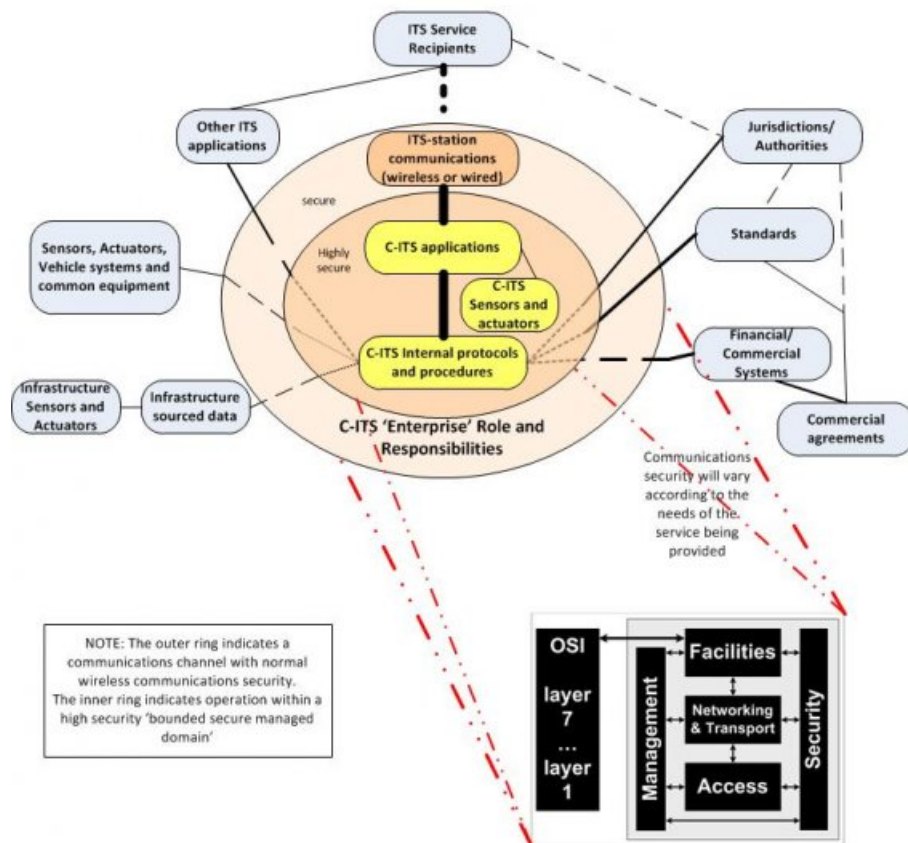 ITS Service
Recipients
Other ITS
applications
ITS-station
communications
(wireless or wired)
Jurisdictions/
Authorities
secure
Highly
secure
C-ITS applications
Standards
Sensors, Actuators,
Vehicle systems and
common equipment
C-ITS
Sensors and
actuators
C-ITS Internal protocols
and procedures
Financial/
Commercial
Systems
Infrastructure
Sensors and
Actuators
Infrastructure
sourced data
C-ITS ‘Enterprise’ Role and
Responsibilities
Commercial
agreements
Communications
security will vary
according to the
needs of the
service being
provided
NOTE: The outer ring indicates a
communications channel with normal
wireless communications security.
The inner ring indicates operation within a
high security ‘bounded secure managed
domain’
OSI
layer
7
...
layer
1
Management
Facilities
Networking
& Transport
Access
Security